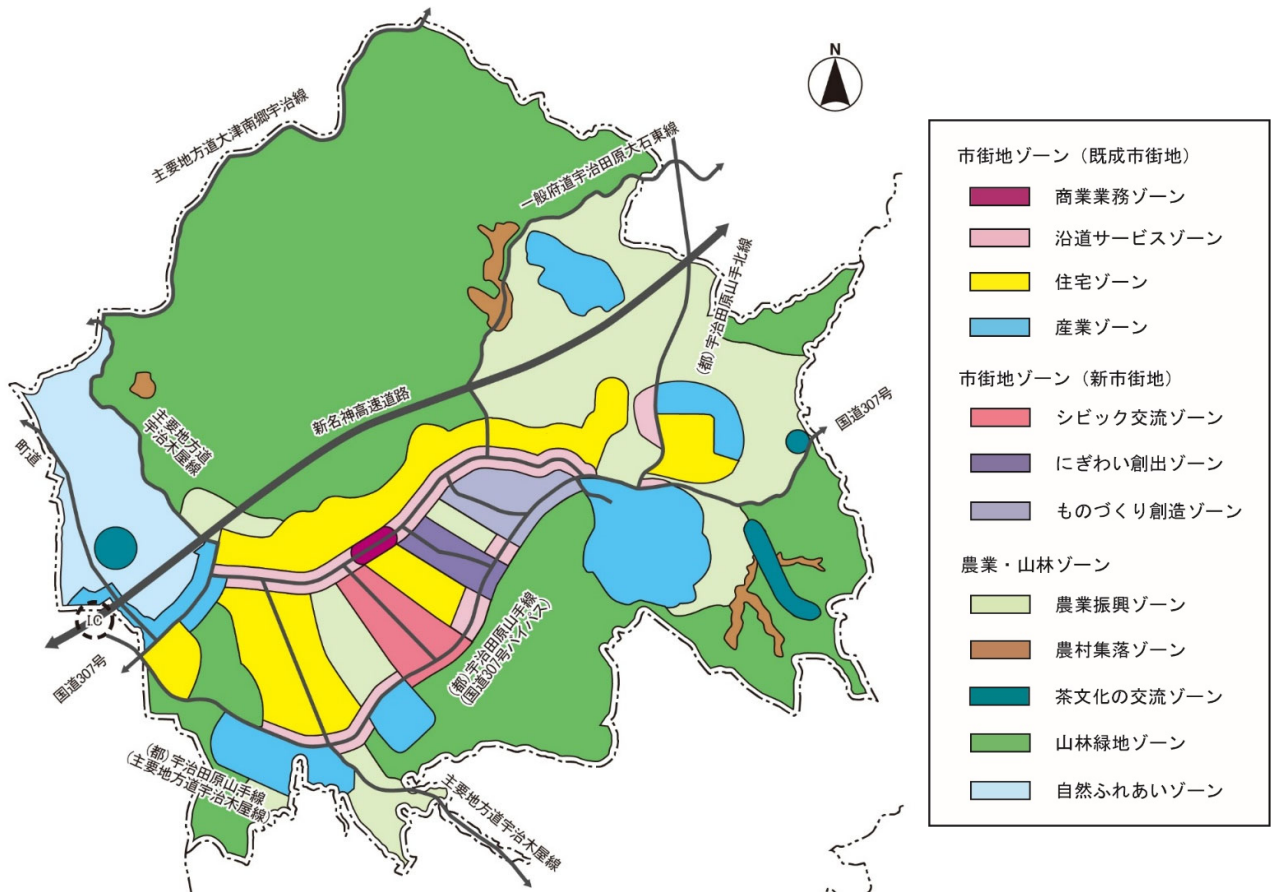 N
主要地方道大津南郷宇治線
一般府道宇治田原大石東線
(都)宇治田原山手北線
新名神高速道路
国道307号
主要地方道
宇治木屋線
町道
IC
国道307号
(都)宇治田原山手線
(国道307号バイパス)
(都)宇治田原山手線
(主要地方道宇治木屋線)
主要地方道宇治木屋線
市街地ゾーン（既成市街地）
商業業務ゾーン
沿道サービスゾーン
住宅ゾーン
産業ゾーン
市街地ゾーン（新市街地）
シビック交流ゾーン
にぎわい創出ゾーン
ものづくり創造ゾーン
農業・山林ゾーン
農業振興ゾーン
農村集落ゾーン
茶文化の交流ゾーン
山林緑地ゾーン
自然ふれあいゾーン